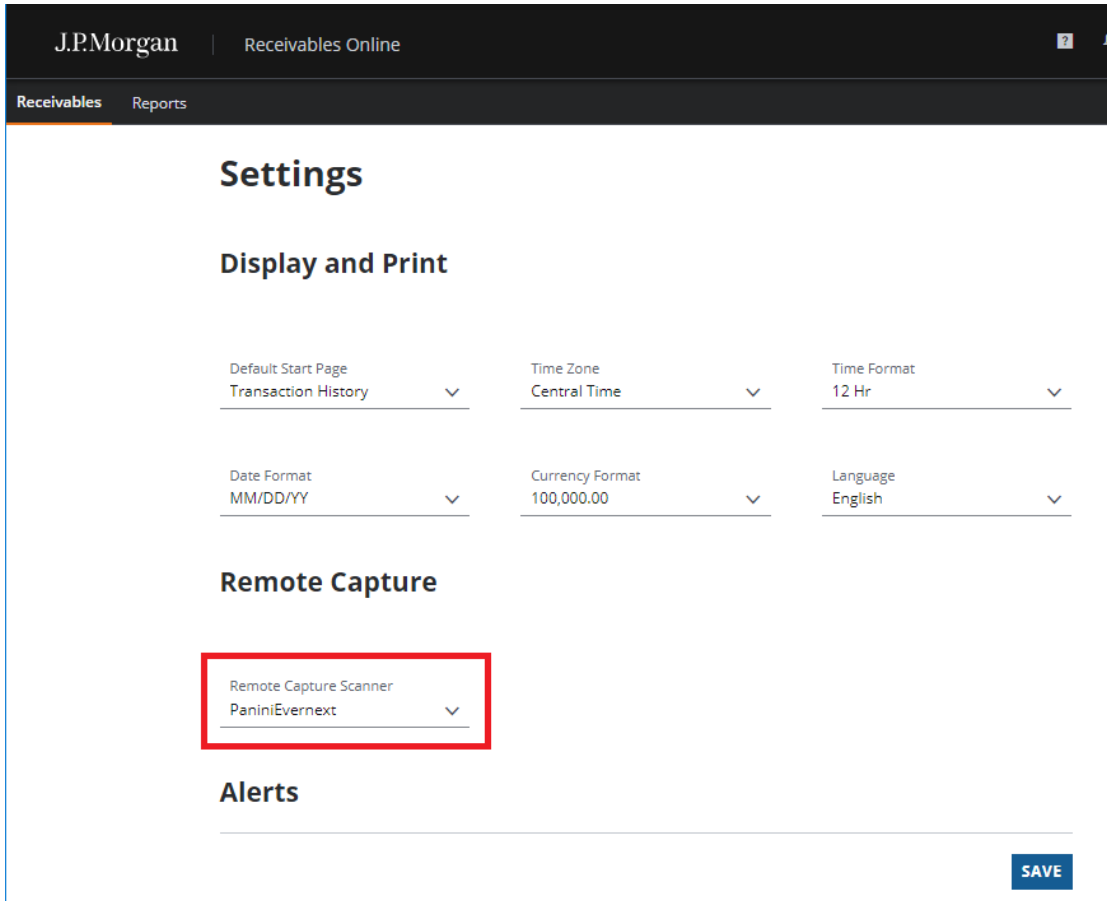 J.P.Morgan | Receivables Online ?
Receivables Reports
Settings
Display and Print
Default Start Page Time Zone Time Format
Transaction History Central Time 12 Hr
Date Format Currency Format Language
MM/DD/YY 100,000.00 English
Remote Capture
Remote Capture Scanner
PaniniEvernext
Alerts
SAVE